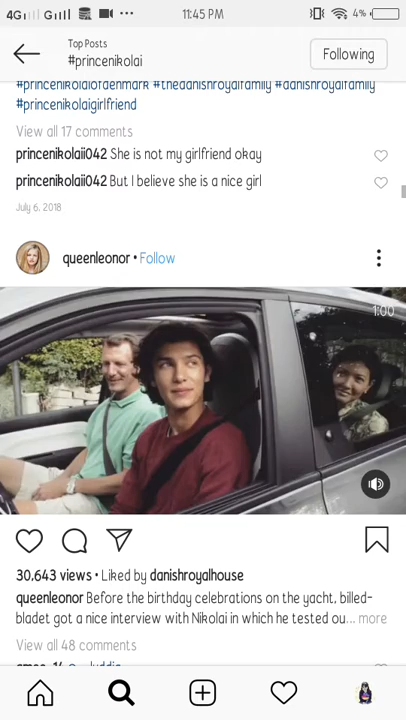 4G G 11:45 PM 4%
Top Posts
#princenikolai
Following
#princenikolaiofdenmark #thedanishroyalfamily #danishroyalfamily
#princenikolaigirlfriend
View all 17 comments
princenikolaii042 She is not my girlfriend okay
princenikolaii042 But I believe she is a nice girl
July 6, 2018
queenleonor • Follow
1:00
30.643 views • Liked by danishroyalhouse
queenleonor Before the birthday celebrations on the yacht, billed-
bladet got a nice interview with Nikolai in which he tested ou... more
View all 48 comments